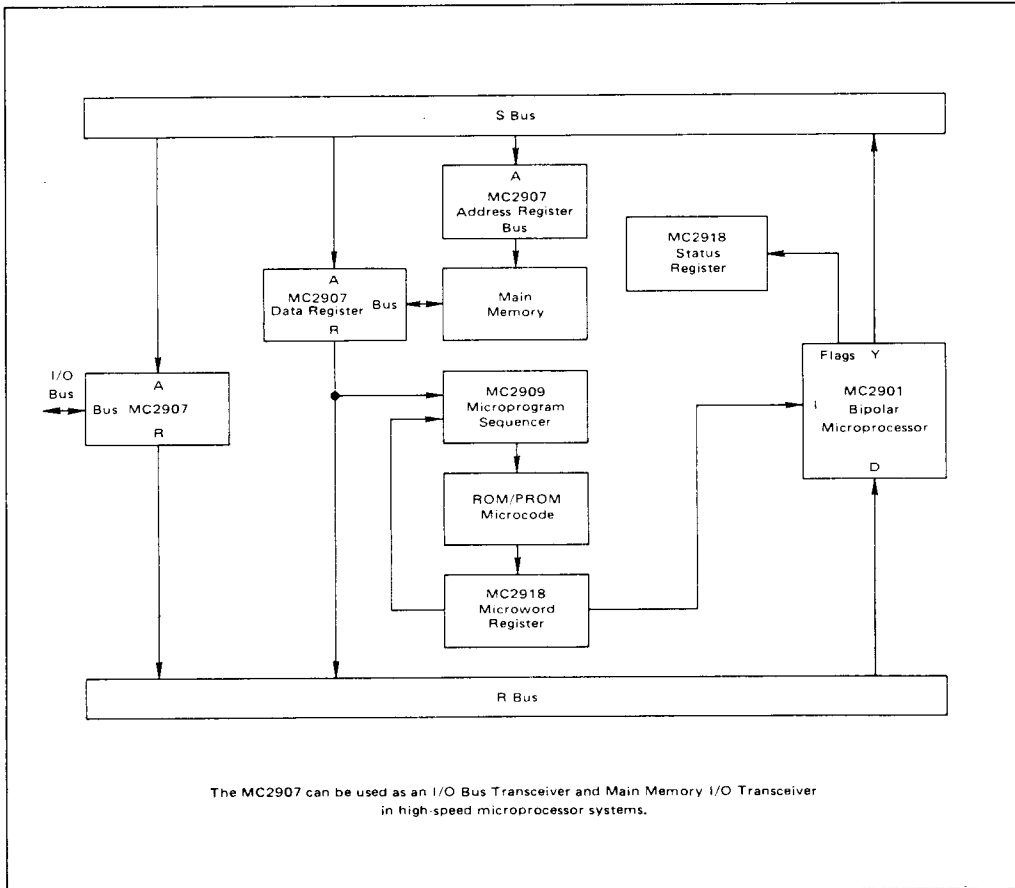 S Bus
A
MC2907
Address Register
Bus
MC2918
Status
Register
A
MC2907
Data Register
Bus
R
Main
Memory
I/O
Bus
A
Bus MC2907
R
MC2909
Microprogram
Sequencer
Flags Y
I
MC2901
Bipolar
Microprocessor
D
ROM/PROM
Microcode
MC2918
Microword
Register
R Bus
The MC2907 can be used as an I/O Bus Transceiver and Main Memory I/O Transceiver
in high-speed microprocessor systems.